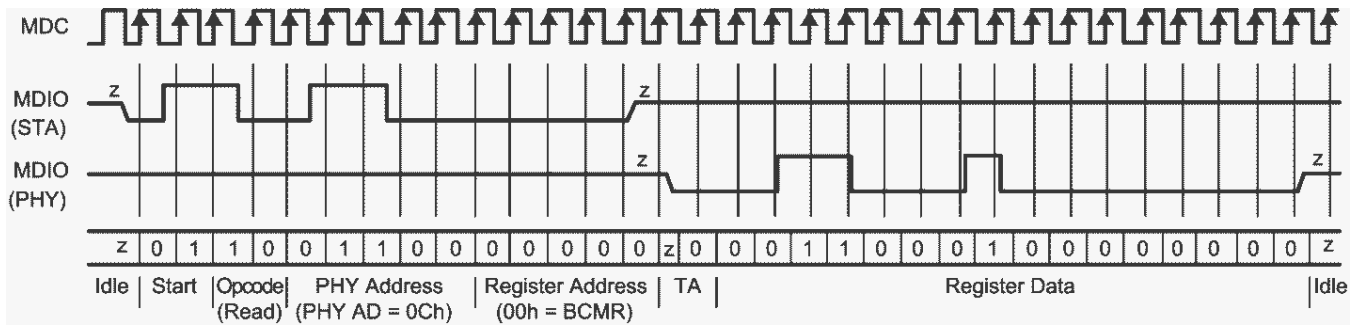 MDC
z
MDIO
(STA)
z
MDIO
(PHY)
z
z
z 0 1 1 0 0 1 1 0 0 0 0 0 0 0 z 0 0 0 1 1 0 0 0 1 0 0 0 0 0 0 0 0 z
Idle Start Opcode PHY Address Register Address TA Register Data Idle
(Read) (PHY AD = 0Ch) (00h = BCMR)